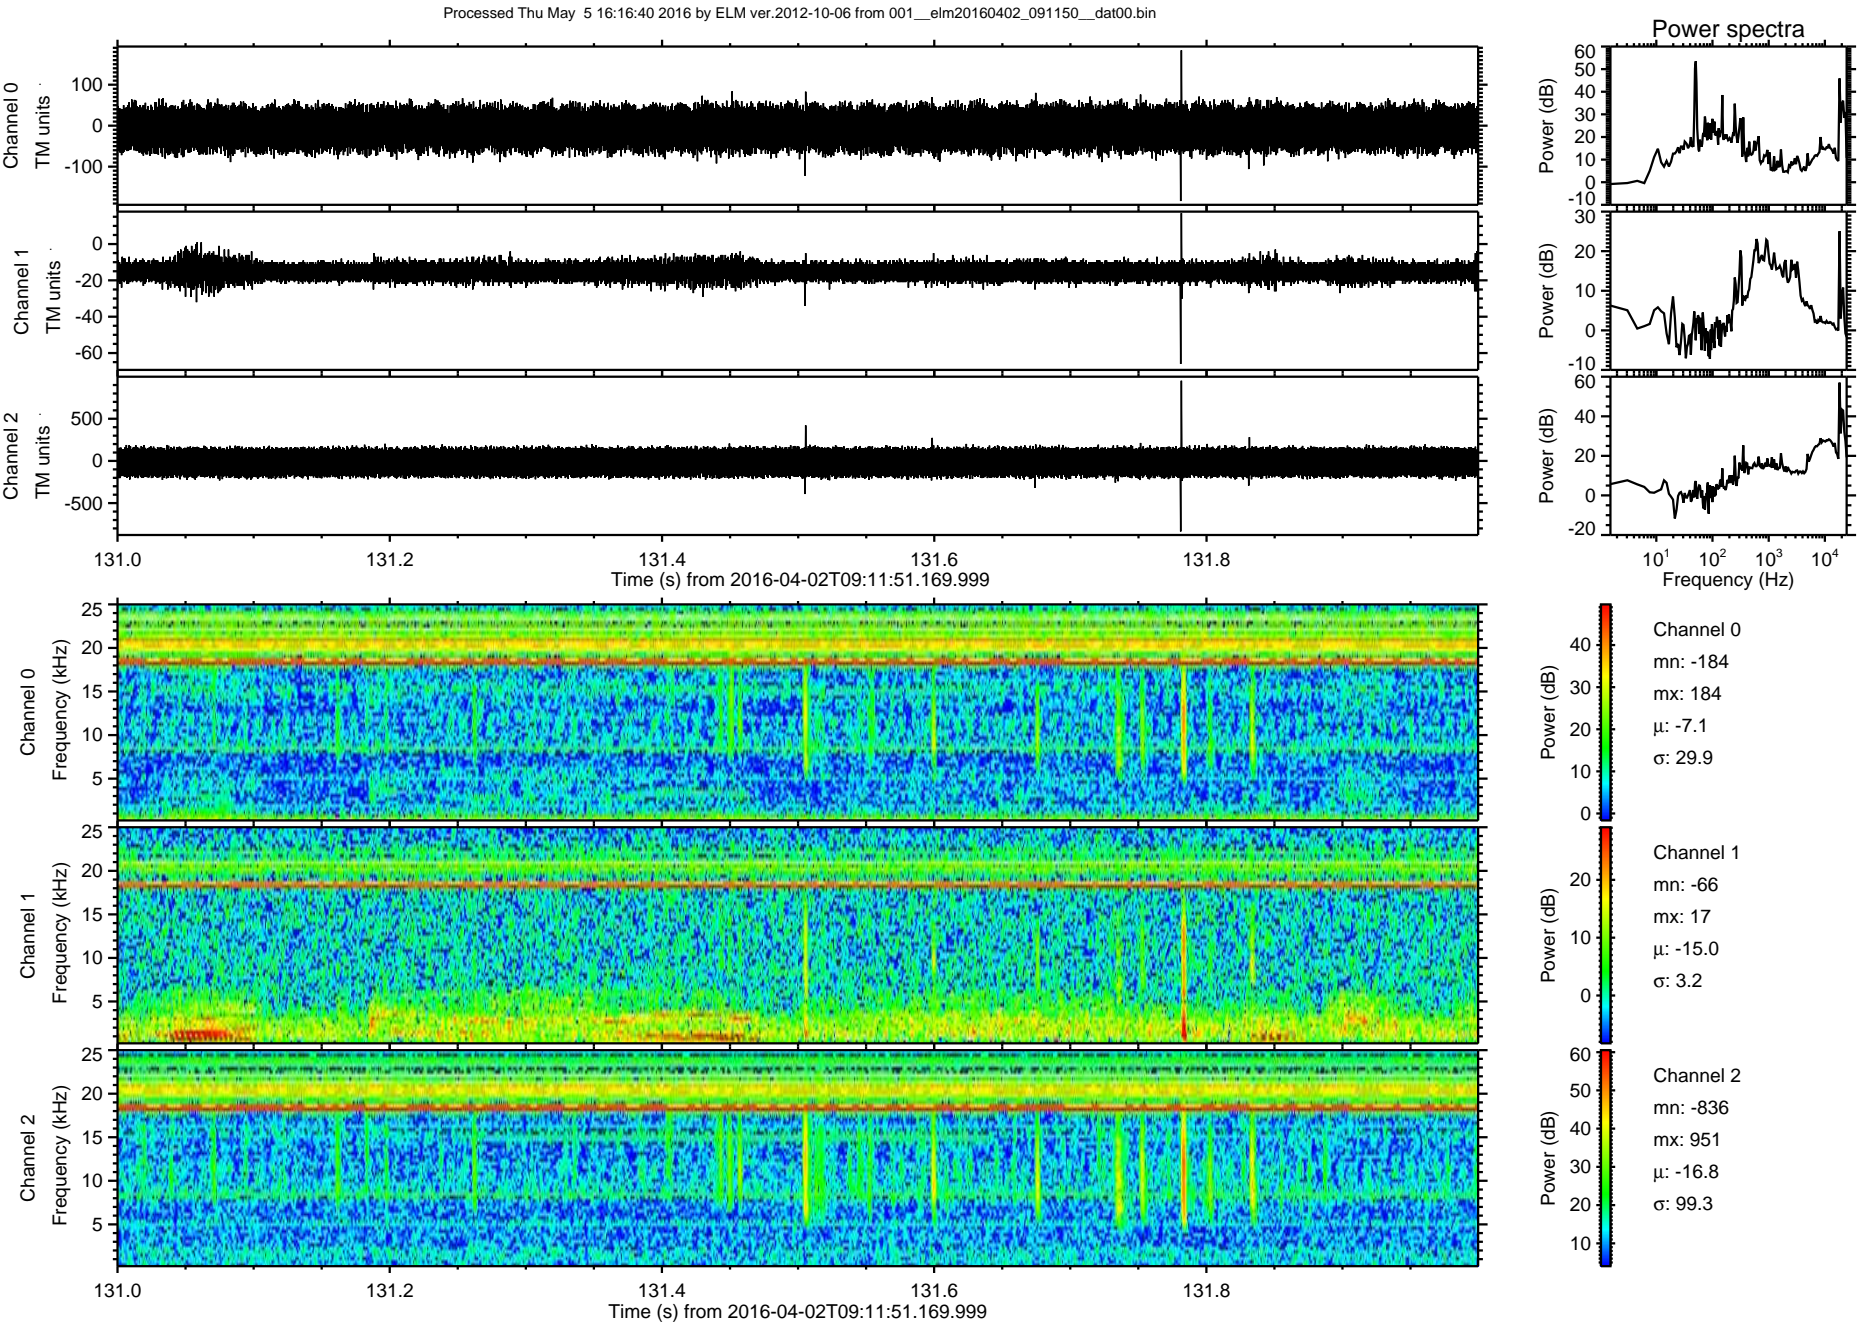 Processed Thu May  5 16:16:40 2016 by ELM ver.2012-10-06 from 001__elm20160402_091150__dat00.bin
Power spectra
Channel 0
TM units
100
0
-100
Power (dB)
60
50
40
30
20
10
0
-10
Channel 1
TM units
0
-20
-40
-60
Power (dB)
30
20
10
0
-10
Channel 2
TM units
500
0
-500
Power (dB)
60
40
20
0
-20
131.0 131.2 131.4 131.6 131.8
Time (s) from 2016-04-02T09:11:51.169.999
10^1 10^2 10^3 10^4
Frequency (Hz)
Channel 0
Frequency (kHz)
25
20
15
10
5
Power (dB)
40
30
20
10
0
Channel 0
mn: -184
mx: 184
μ: -7.1
σ: 29.9
Channel 1
Frequency (kHz)
25
20
15
10
5
Power (dB)
20
10
0
Channel 1
mn: -66
mx: 17
μ: -15.0
σ: 3.2
Channel 2
Frequency (kHz)
25
20
15
10
5
Power (dB)
60
50
40
30
20
10
Channel 2
mn: -836
mx: 951
μ: -16.8
σ: 99.3
131.0 131.2 131.4 131.6 131.8
Time (s) from 2016-04-02T09:11:51.169.999